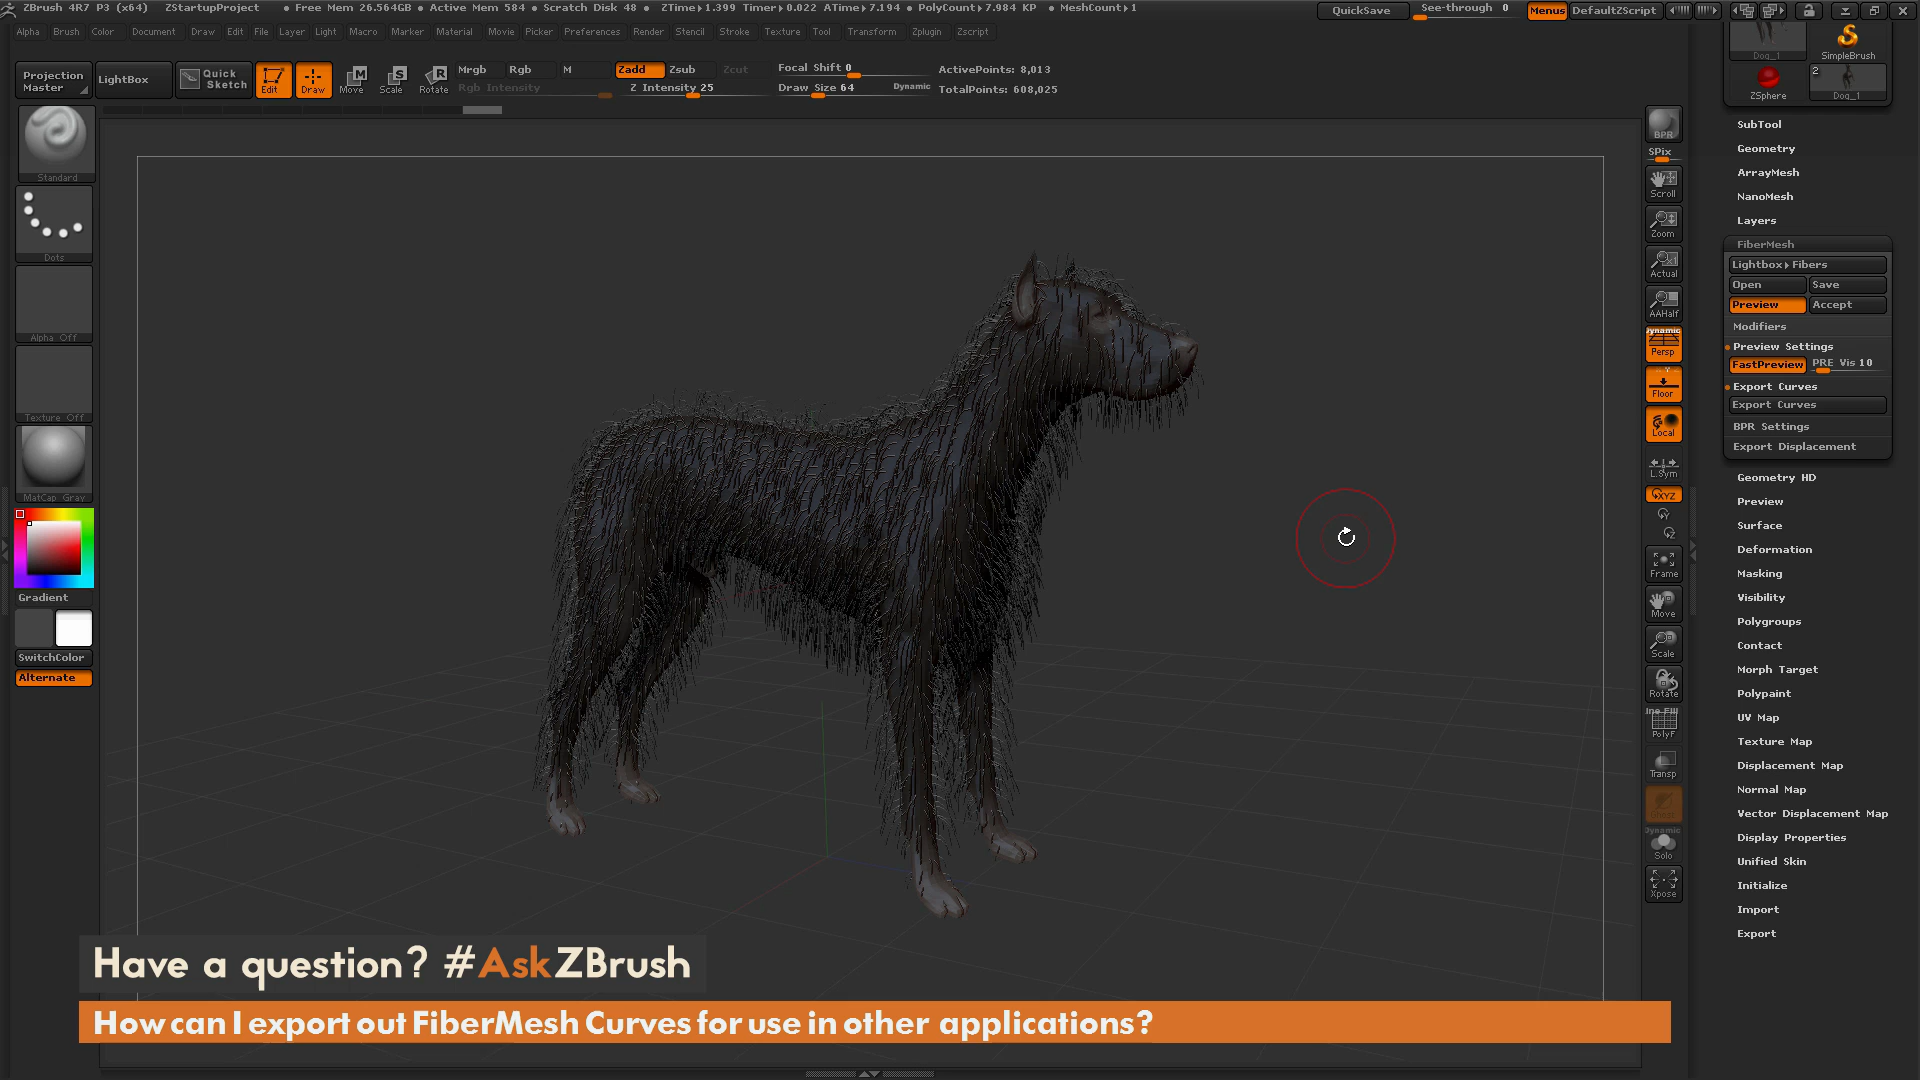 ZBrush 4R7 P3 (x64) ZStartupProject • Free Mem 26.564GB • Active Mem 584 • Scratch Disk 48 • ZTime▸1.399 Timer▸0.022 ATime▸7.194 • PolyCount▸7.984 KP • MeshCount▸1 QuickSave See-through 0 Menus DefaultZScript
Alpha Brush Color Document Draw Edit File Layer Light Macro Marker Material Movie Picker Preferences Render Stencil Stroke Texture Tool Transform Zplugin Zscript
Projection Master
LightBox
Quick Sketch
Edit
Draw
Move
Scale
Rotate
Mrgb Rgb M
Rgb Intensity
Zadd Zsub Zcut
Z Intensity 25
Focal Shift 0
Draw Size 64 Dynamic
ActivePoints: 8,013
TotalPoints: 608,025
Standard
Dots
Alpha Off
Texture Off
MatCap Gray
Gradient
SwitchColor
Alternate
BPR
SPix
Scroll
Zoom
Actual
AAHalf
Dynamic
Persp
Floor
Local
L.Sym
XYZ
Y
Z
Frame
Move
Scale
Rotate
Line Fill
PolyF
Transp
Dynamic
Solo
Xpose
Dog_1
SimpleBrush
ZSphere
2
Dog_1
SubTool
Geometry
ArrayMesh
NanoMesh
Layers
FiberMesh
Lightbox▸Fibers
Open Save
Preview Accept
Modifiers
Preview Settings
FastPreview PRE Vis 10
Export Curves
Export Curves
BPR Settings
Export Displacement
Geometry HD
Preview
Surface
Deformation
Masking
Visibility
Polygroups
Contact
Morph Target
Polypaint
UV Map
Texture Map
Displacement Map
Normal Map
Vector Displacement Map
Display Properties
Unified Skin
Initialize
Import
Export
Have a question? #AskZBrush
How can I export out FiberMesh Curves for use in other applications?